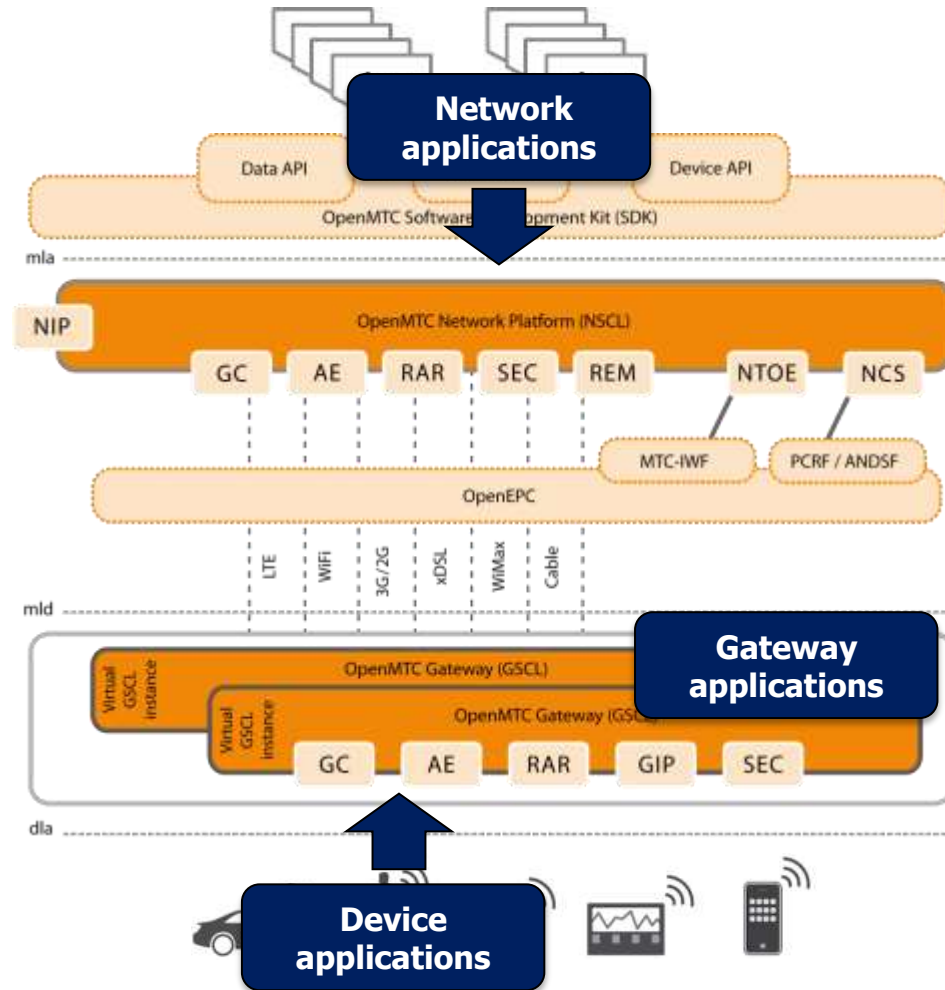 Network
applications
Data API
Device API
OpenMTC Software
opment Kit (SDK)
mla
NIP
OpenMTC Network Platform (NSCL)
GC AE RAR SEC REM NTOE NCS
MTC-IWF
PCRF / ANDSF
OpenEPC
LTE
WiFi
3G/2G
xDSL
WiMax
Cable
mld
Gateway
applications
Virtual
GSCL
instance
OpenMTC Gateway (GSCL)
Virtual
GSCL
instance
OpenMTC Gateway (GSCL)
GC AE RAR GIP SEC
dla
Device
applications